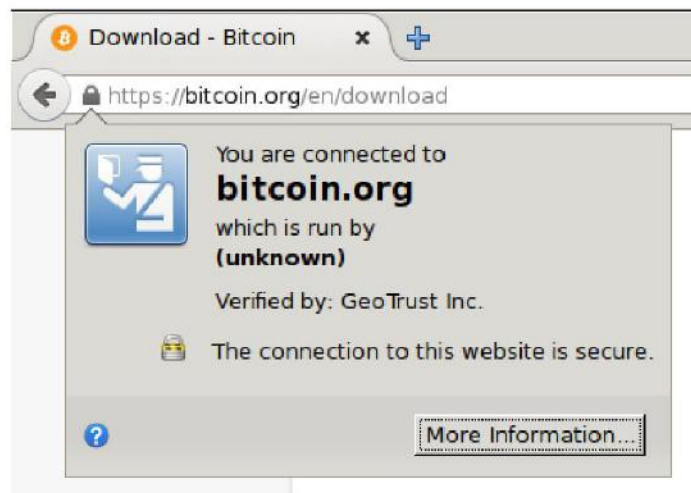 Download - Bitcoin
https://bitcoin.org/en/download
You are connected to
bitcoin.org
which is run by
(unknown)
Verified by: GeoTrust Inc.
The connection to this website is secure.
More Information...